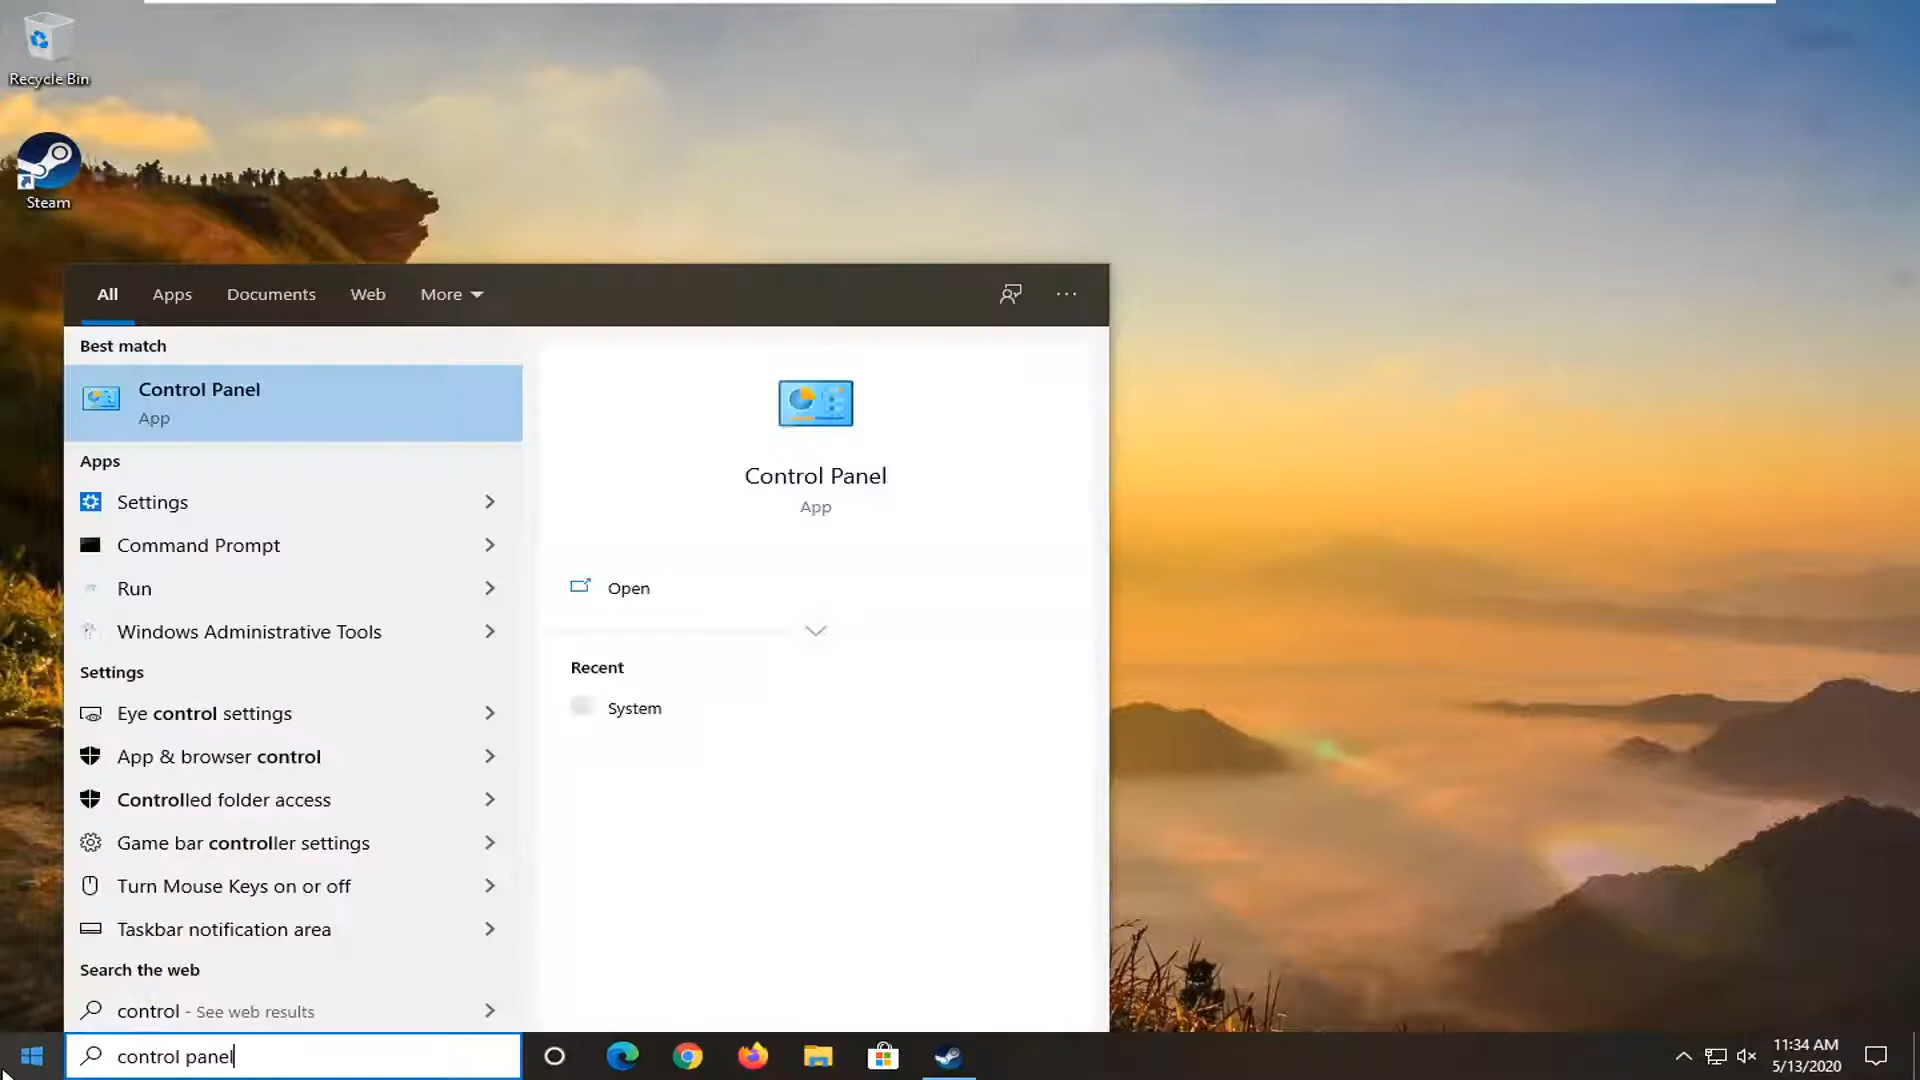 Recycle Bin
Steam
All Apps Documents Web More
Best match
Control Panel
App
Apps
Settings
Command Prompt
Run
Windows Administrative Tools
Settings
Eye control settings
App & browser control
Controlled folder access
Game bar controller settings
Turn Mouse Keys on or off
Taskbar notification area
Search the web
control - See web results
Control Panel
App
Open
Recent
System
control panel
11:34 AM
5/13/2020